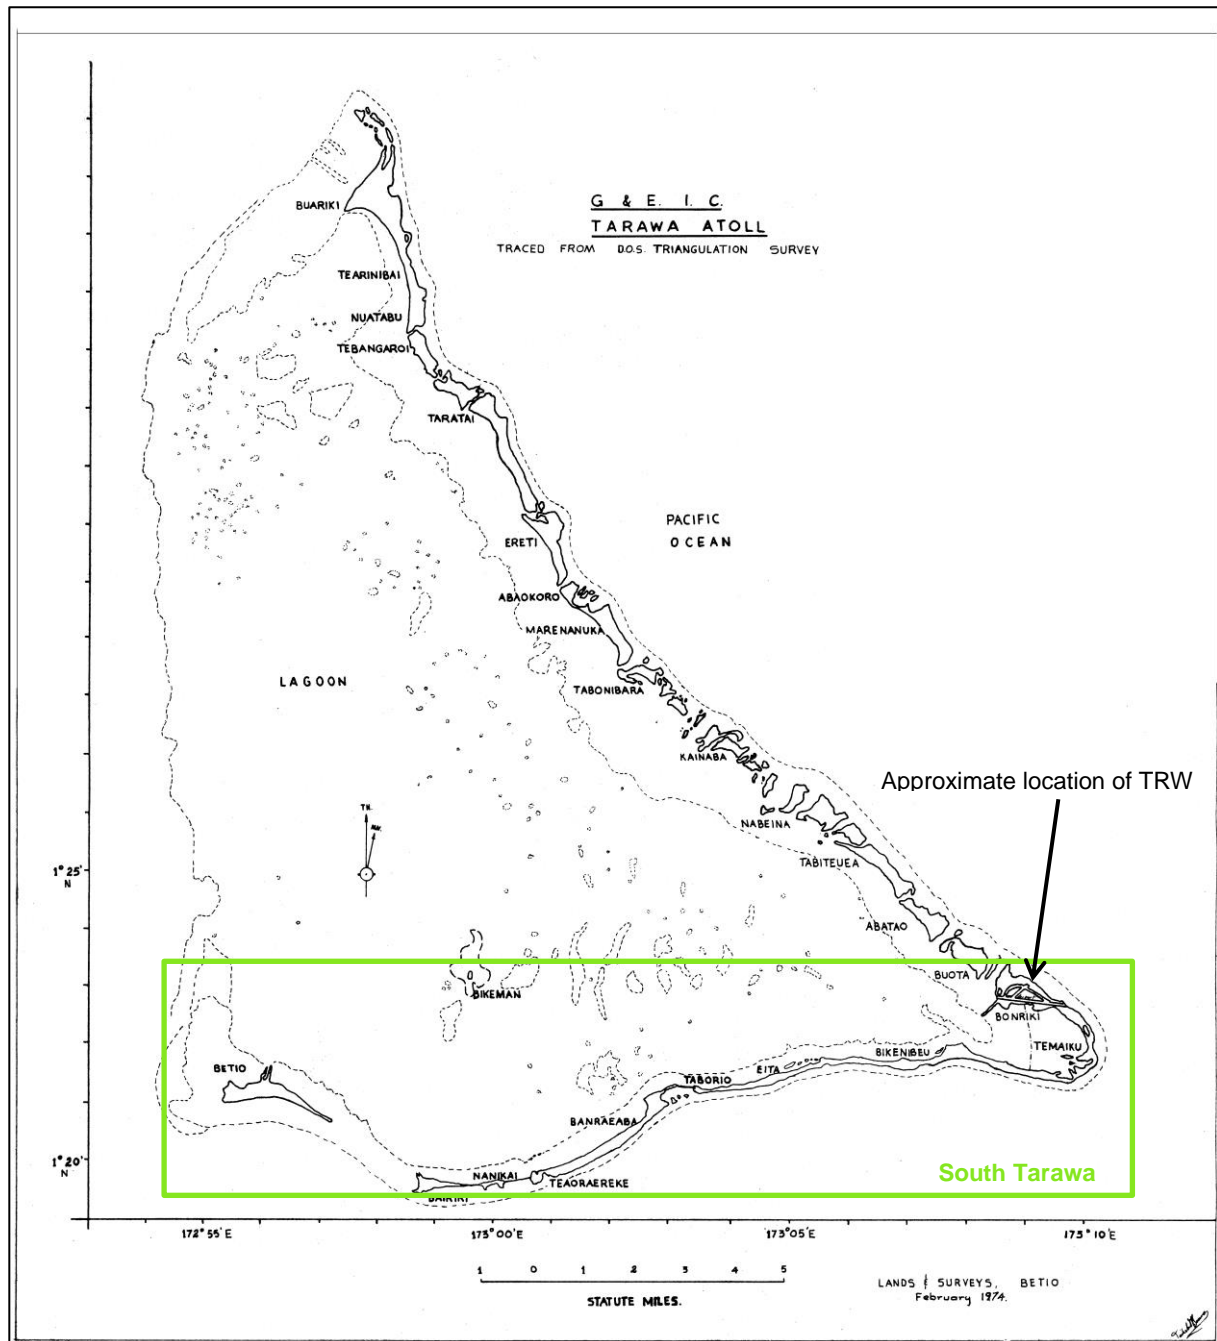 G & E. I. C.
TARAWA ATOLL
TRACED FROM D.O.S. TRIANGULATION SURVEY
BUARIKI
TEARINIBAI
NUATABU
TEBANGAROI
TARATAI
PACIFIC
OCEAN
ERETI
ABAOKORO
MARENANUKA
LAGOON
TABONIBARA
KAINABA
Approximate location of TRW
T.N.
M.N.
NABEINA
TABITEUEA
1° 25'
N
ABATAO
BUOTA
BIKEMAN
BONRIKI
TEMAIKU
BIKENIBEU
BETIO
EITA
TABORIO
BANRAEABA
1° 20'
N
NANIKAI
TEAORAEREKE
South Tarawa
BAIRIKI
172° 55'E
173° 00'E
173° 05'E
173° 10'E
1 0 1 2 3 4 5
STATUTE MILES.
LANDS & SURVEYS, BETIO
February 1974.